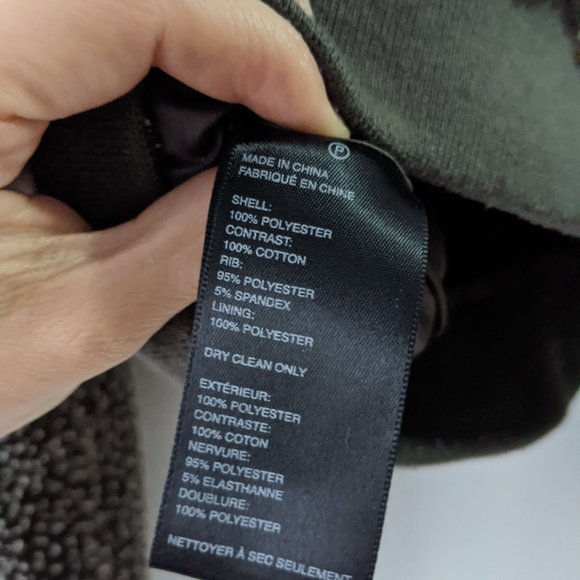 P
MADE IN CHINA
FABRIQUÉ EN CHINE
SHELL:
100% POLYESTER
CONTRAST:
100% COTTON
RIB:
95% POLYESTER
5% SPANDEX
LINING:
100% POLYESTER
DRY CLEAN ONLY
EXTÉRIEUR:
100% POLYESTER
CONTRASTE:
100% COTON
NERVURE:
95% POLYESTER
5% ELASTHANNE
DOUBLURE:
100% POLYESTER
NETTOYER À SEC SEULEMENT